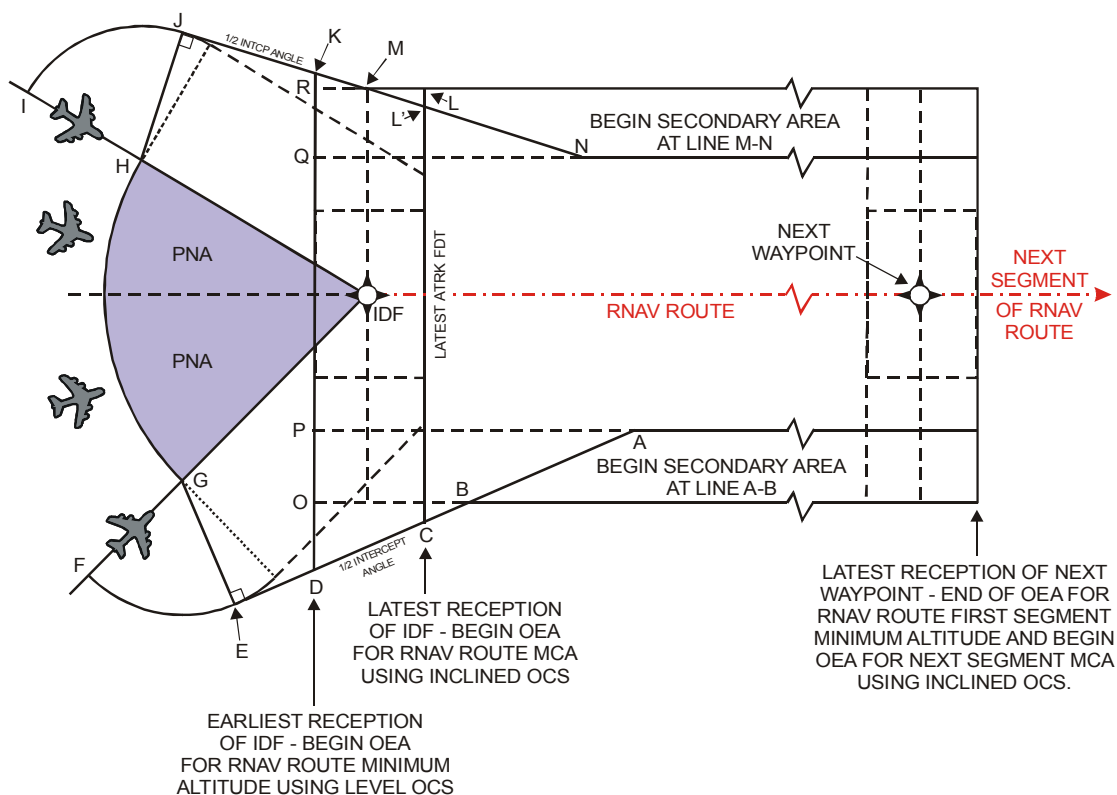 J
1/2 INTCP ANGLE
K
M
I
R
L
L'
BEGIN SECONDARY AREA
AT LINE M-N
H
Q
N
PNA
LATEST ATRK FDT
NEXT
WAYPOINT
NEXT
SEGMENT
OF RNAV
ROUTE
IDF
RNAV ROUTE
PNA
P
A
G
BEGIN SECONDARY AREA
AT LINE A-B
O
B
C
F
1/2 INTERCEPT
ANGLE
D
E
LATEST RECEPTION
OF IDF - BEGIN OEA
FOR RNAV ROUTE MCA
USING INCLINED OCS
LATEST RECEPTION OF NEXT
WAYPOINT - END OF OEA FOR
RNAV ROUTE FIRST SEGMENT
MINIMUM ALTITUDE AND BEGIN
OEA FOR NEXT SEGMENT MCA
USING INCLINED OCS.
EARLIEST RECEPTION
OF IDF - BEGIN OEA
FOR RNAV ROUTE MINIMUM
ALTITUDE USING LEVEL OCS